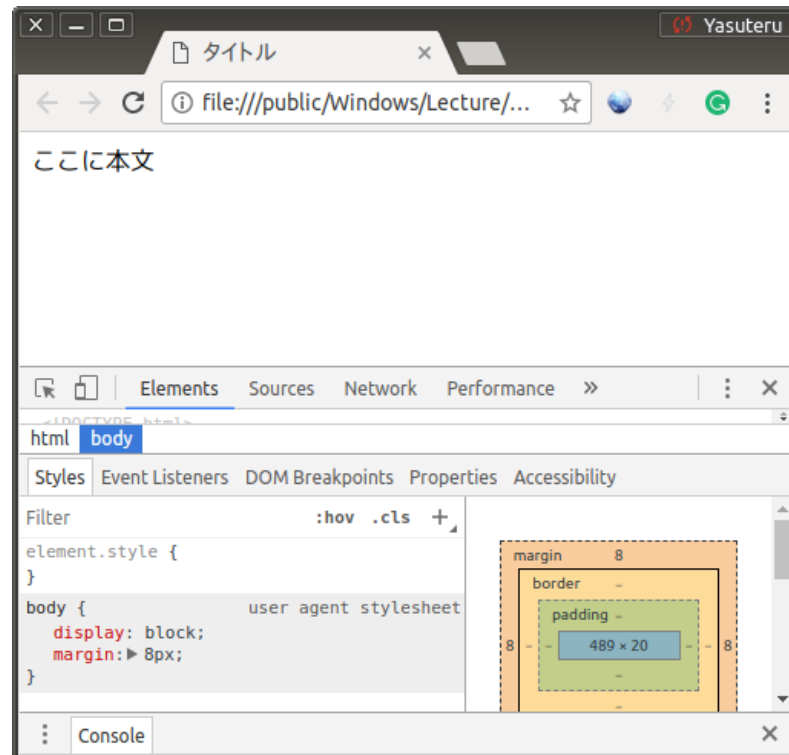 Yasuteru
タイトル
file:///public/Windows/Lecture/...
ここに本文
Elements Sources Network Performance »
<!DOCTYPE html>
html body
Styles Event Listeners DOM Breakpoints Properties Accessibility
Filter :hov .cls +
element.style {
}
body { user agent stylesheet
display: block;
margin:▶ 8px;
}
margin 8
border –
padding –
8 – – 489 × 20 – – 8
–
–
Console